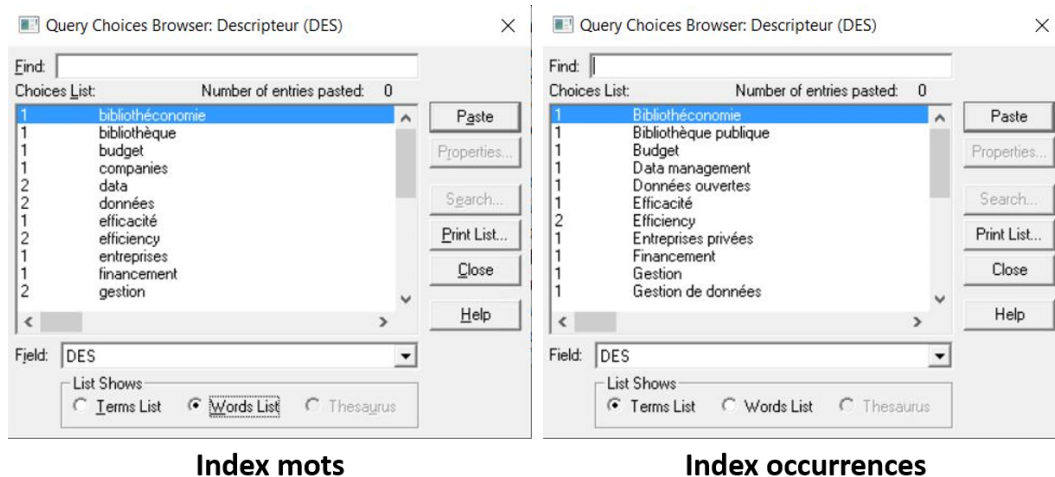 Query Choices Browser: Descripteur (DES)
Find:
Choices List: Number of entries pasted: 0
1 bibliothéconomie
1 bibliothèque
1 budget
1 companies
2 data
2 données
1 efficacité
2 efficiency
1 entreprises
1 financement
2 gestion
Paste
Properties...
Search...
Print List...
Close
Help
Field: DES
List Shows
Terms List Words List Thesaurus
Index mots
Query Choices Browser: Descripteur (DES)
Find:
Choices List: Number of entries pasted: 0
1 Bibliothéconomie
1 Bibliothèque publique
1 Budget
1 Data management
1 Données ouvertes
1 Efficacité
2 Efficiency
1 Entreprises privées
1 Financement
1 Gestion
1 Gestion de données
Paste
Properties...
Search...
Print List...
Close
Help
Field: DES
List Shows
Terms List Words List Thesaurus
Index occurrences